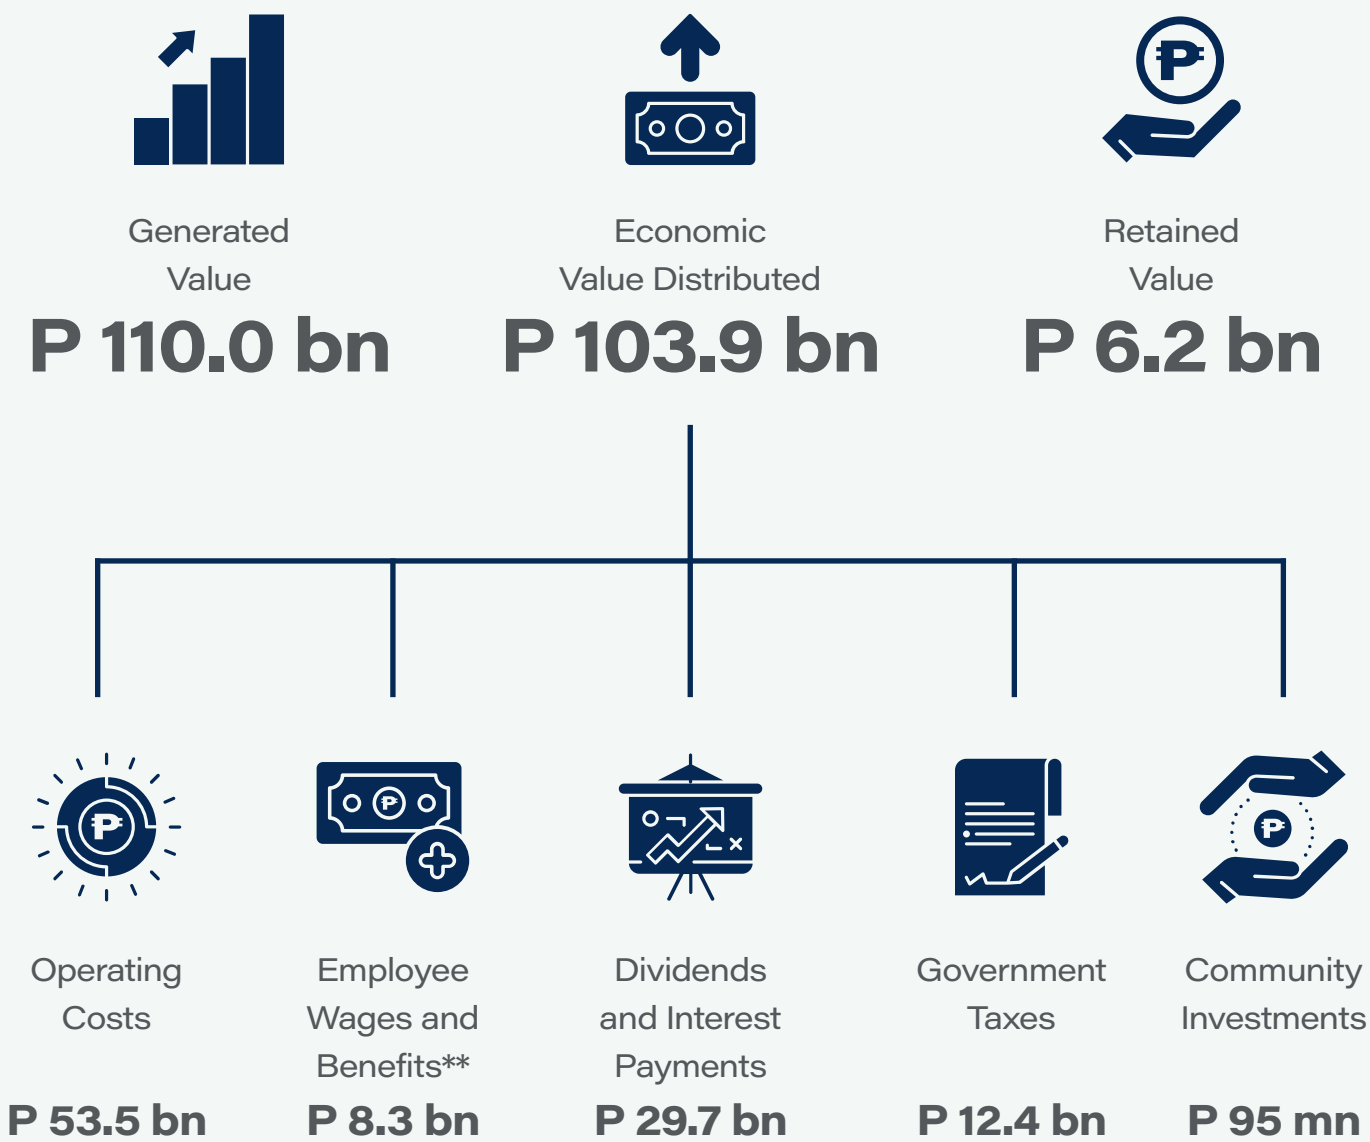 Generated
Value
P 110.0 bn
Economic
Value Distributed
P 103.9 bn
₱
Retained
Value
P 6.2 bn
₱
Operating
Costs
P 53.5 bn
₱
Employee
Wages and
Benefits**
P 8.3 bn
Dividends
and Interest
Payments
P 29.7 bn
Government
Taxes
P 12.4 bn
₱
Community
Investments
P 95 mn